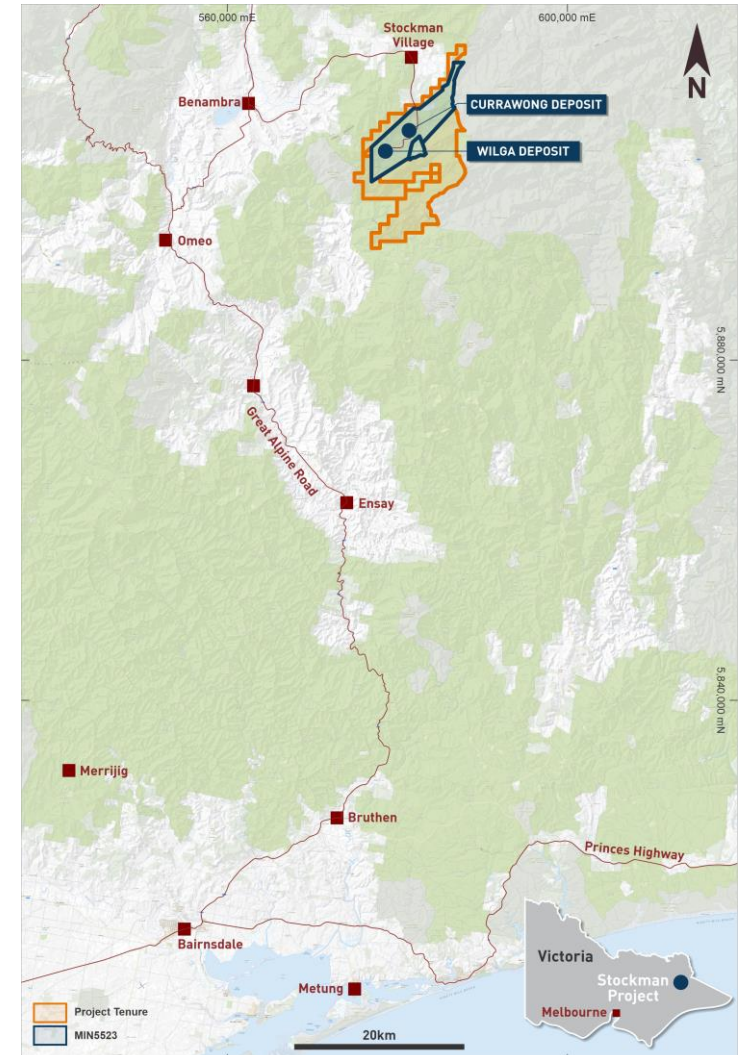 560,000 mE
600,000 mE
Stockman
Village
N
Benambra
CURRAWONG DEPOSIT
WILGA DEPOSIT
Omeo
5,880,000 mN
Great Alpine Road
Ensay
5,840,000 mN
Merrijig
Bruthen
Princes Highway
Bairnsdale
Victoria
Stockman
Project
Metung
Melbourne
Project Tenure
MIN5523
20km